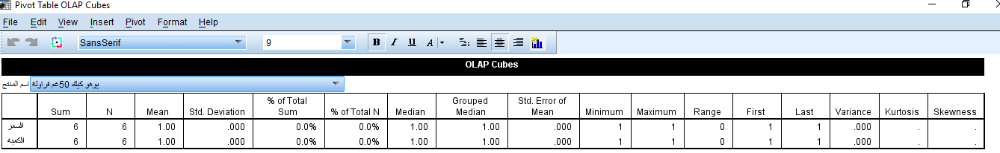 Pivot Table OLAP Cubes
File Edit View Insert Pivot Format Help
SansSerif 9 B I U A
OLAP Cubes
اسم المنتج يوهو كيك 50غم فراولة
Sum N Mean Std. Deviation % of Total Sum % of Total N Median Grouped Median Std. Error of Mean Minimum Maximum Range First Last Variance Kurtosis Skewness
السعر 6 6 1.00 .000 0.0% 0.0% 1.00 1.00 .000 1 1 0 1 1 .000 . .
الكميه 6 6 1.00 .000 0.0% 0.0% 1.00 1.00 .000 1 1 0 1 1 .000 . .